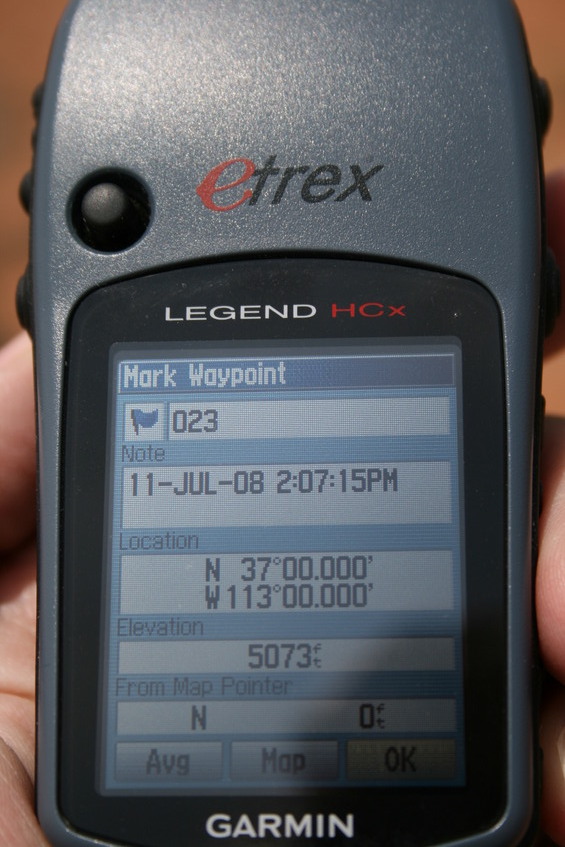 etrex
LEGEND HCx
Mark Waypoint
023
Note
11-JUL-08 2:07:15PM
Location
N 37°00.000'
W113°00.000'
Elevation
5073ft
From Map Pointer
N 0ft
Avg Map OK
GARMIN